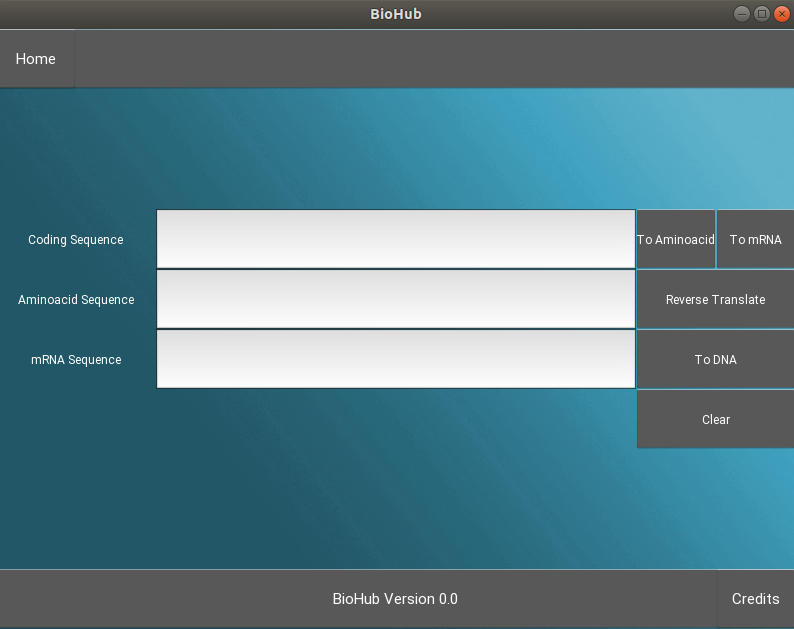 BioHub
Home
Coding Sequence To Aminoacid To mRNA
Aminoacid Sequence Reverse Translate
mRNA Sequence To DNA
Clear
BioHub Version 0.0 Credits